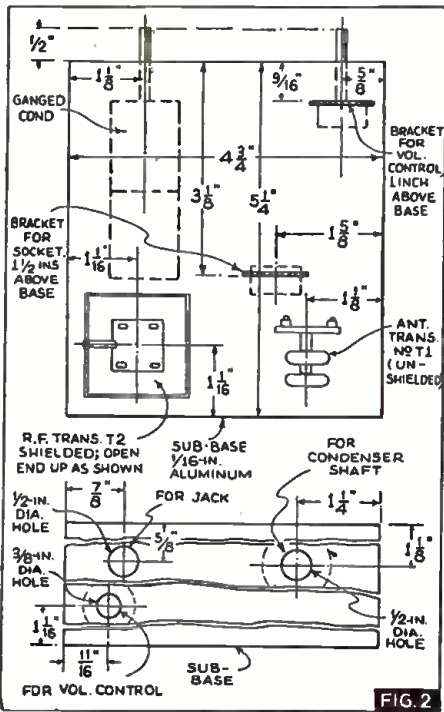 1/2"
1 1/8"
9/16"
5/8"
GANGED
COND
BRACKET
FOR
VOL.
CONTROL,
1 INCH
ABOVE
BASE
4 3/4"
3 1/8"
5 1/4"
BRACKET
FOR
SOCKET.
1 1/2 INS
ABOVE
BASE
1 1/16"
1 5/8"
1 1/8"
1 1/16"
ANT.
TRANS.
Nº T1
(UN-
SHIELDED)
R.F. TRANS. T2
SHIELDED; OPEN
END UP AS SHOWN
SUB-BASE
1/16-IN.
ALUMINUM
7/8"
FOR JACK
FOR
CONDENSER
SHAFT
1 1/4"
1/2-IN.
DIA.
HOLE
5/8"
1 1/8"
3/8-IN.
DIA.
HOLE
1 1/16"
1/2-IN.
DIA.
HOLE
11/16"
SUB-
BASE
FOR VOL. CONTROL
FIG. 2